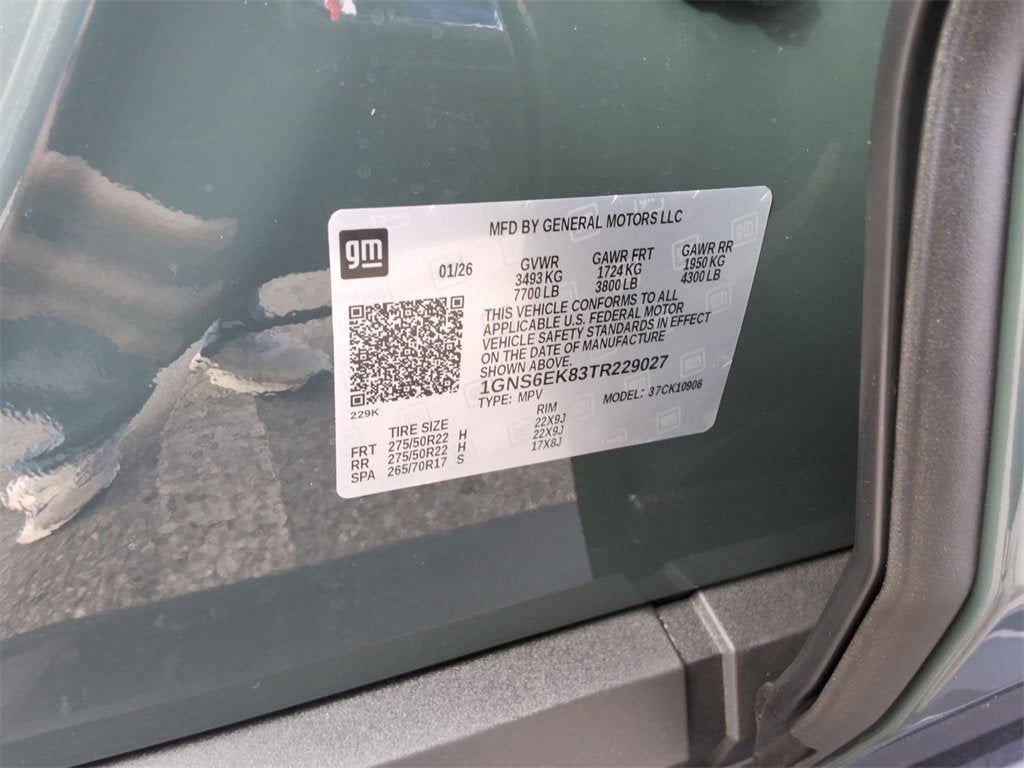 MFD BY GENERAL MOTORS LLC
gm
01/26
GVWR GAWR FRT GAWR RR
3493 KG 1724 KG 1950 KG
7700 LB 3800 LB 4300 LB
THIS VEHICLE CONFORMS TO ALL
APPLICABLE U.S. FEDERAL MOTOR
VEHICLE SAFETY STANDARDS IN EFFECT
ON THE DATE OF MANUFACTURE
SHOWN ABOVE.
1GNS6EK83TR229027
TYPE: MPV MODEL: 37CK10906
229K
TIRE SIZE RIM
FRT 275/50R22 H 22X9J
RR 275/50R22 H 22X9J
SPA 265/70R17 S 17X8J